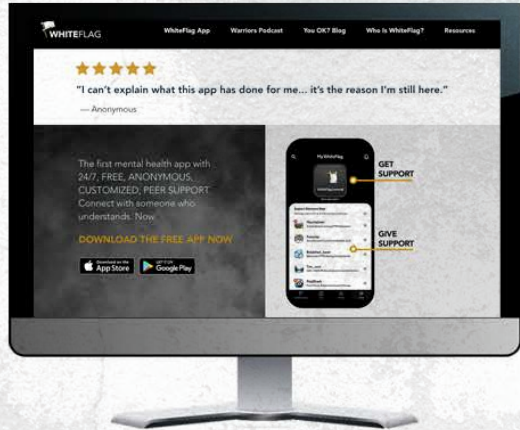 WHITEFLAG
WhiteFlag App Warriors Podcast You OK? Blog Who Is WhiteFlag? Resources
"I can't explain what this app has done for me... it's the reason I'm still here."
— Anonymous
The first mental health app with
24/7, FREE, ANONYMOUS,
CUSTOMIZED, PEER SUPPORT.
Connect with someone who
understands. Now.
DOWNLOAD THE FREE APP NOW
Download on the
App Store
GET IT ON
Google Play
My WhiteFlag
GET
SUPPORT
GIVE
SUPPORT